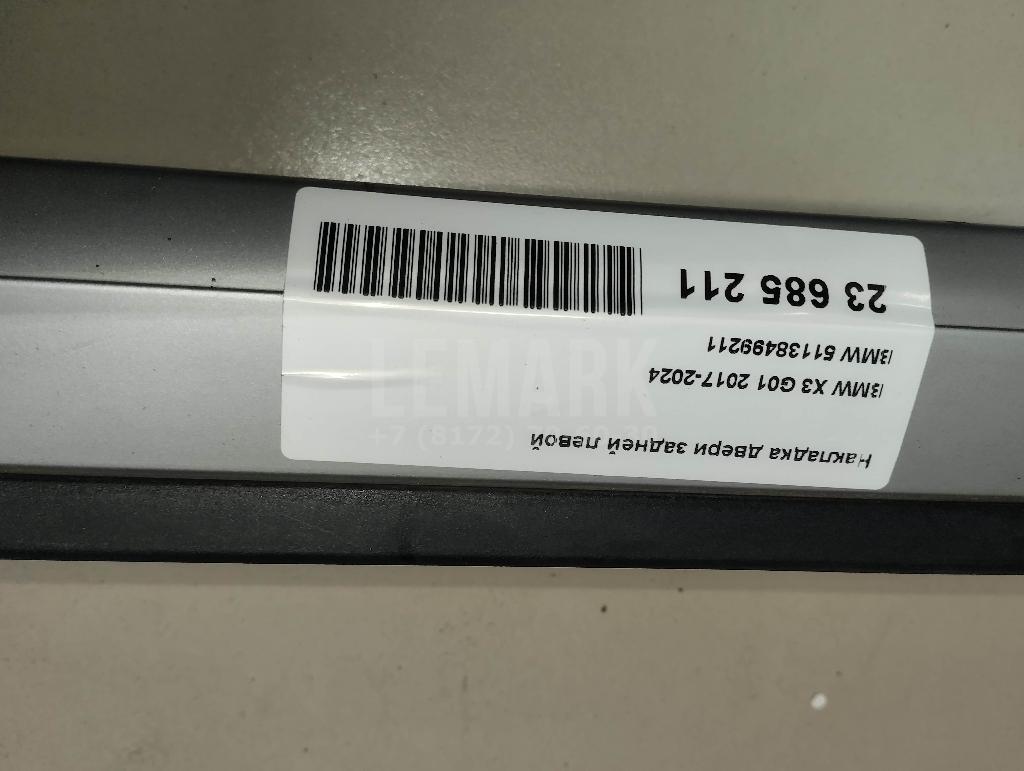 23 685 211
BMW 51138499211
BMW X3 G01 2017-2024
Накладка двери задней левой
LEMARK